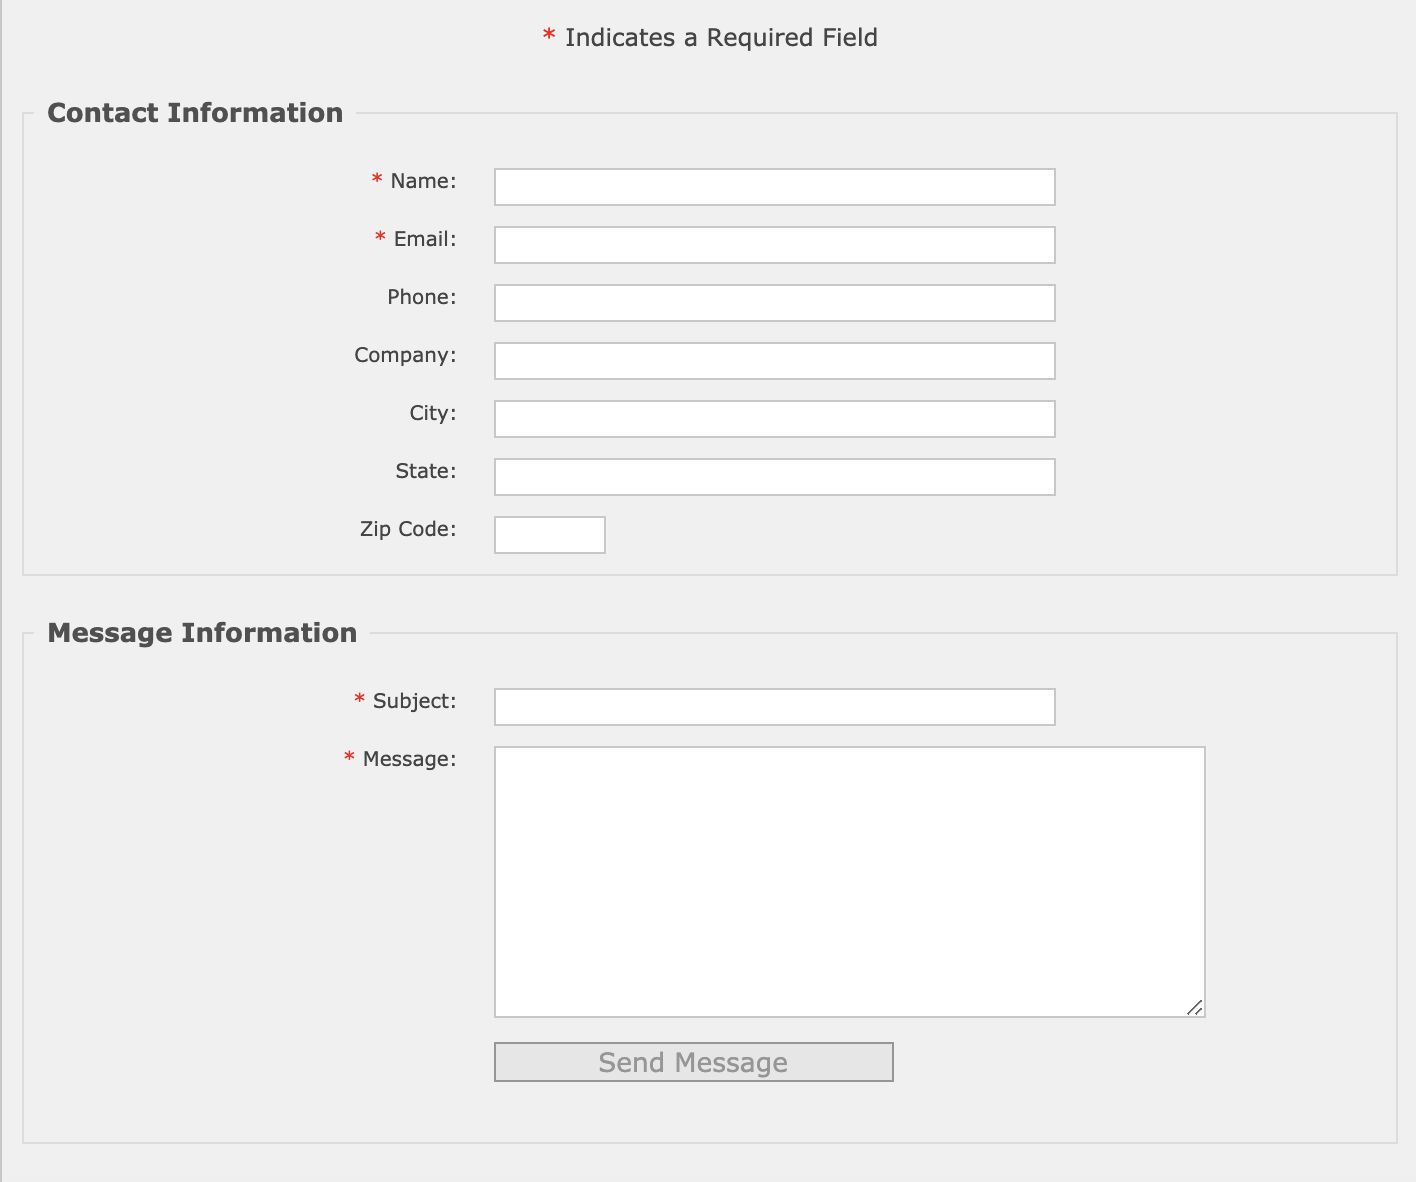 * Indicates a Required Field
Contact Information
* Name:
* Email:
Phone:
Company:
City:
State:
Zip Code:
Message Information
* Subject:
* Message:
Send Message